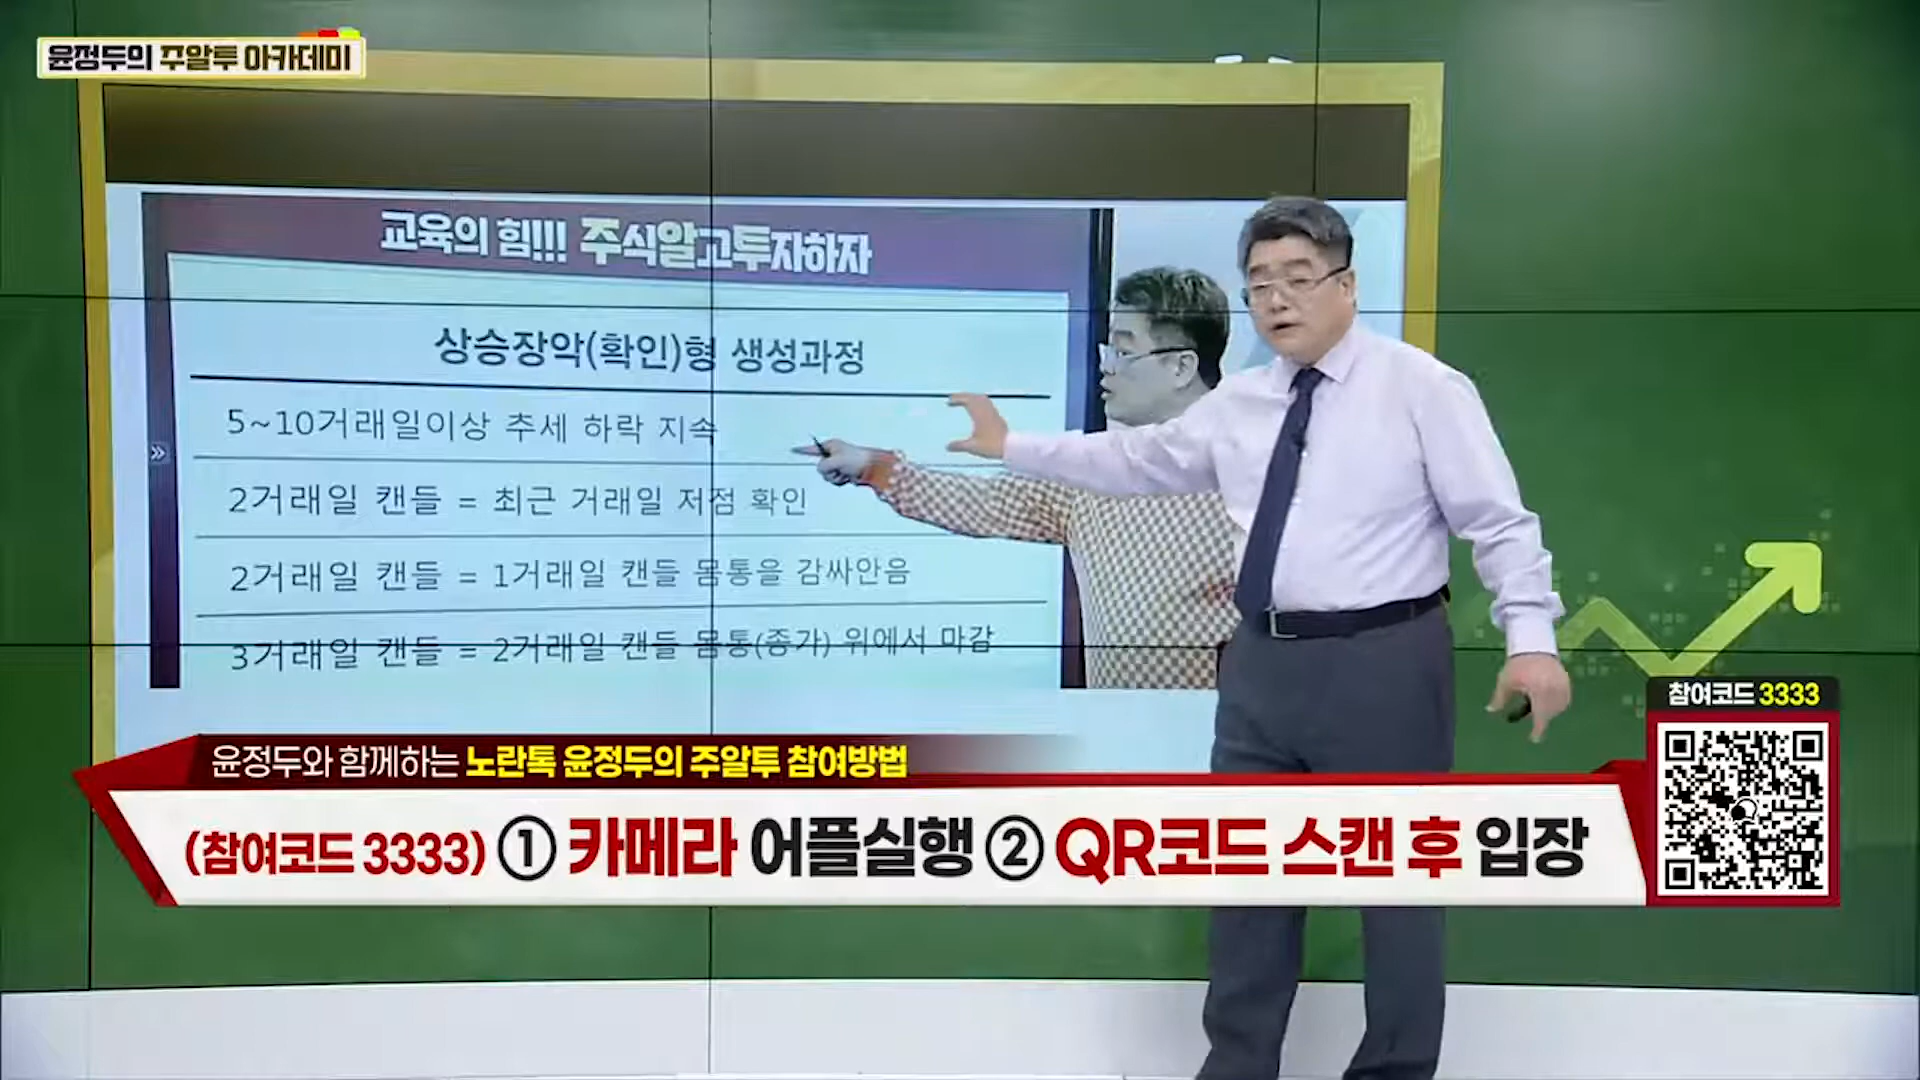 윤정두의 주알투 아카데미
교육의 힘!!! 주식알고투자하자
상승장악(확인)형 생성과정
5~10거래일이상 추세 하락 지속
2거래일 캔들 = 최근 거래일 저점 확인
2거래일 캔들 = 1거래일 캔들 몸통을 감싸안음
3거래일 캔들 = 2거래일 캔들 몸통(종가) 위에서 마감
참여코드 3333
윤정두와 함께하는 노란톡 윤정두의 주알투 참여방법
(참여코드 3333) ① 카메라 어플실행 ② QR코드 스캔 후 입장